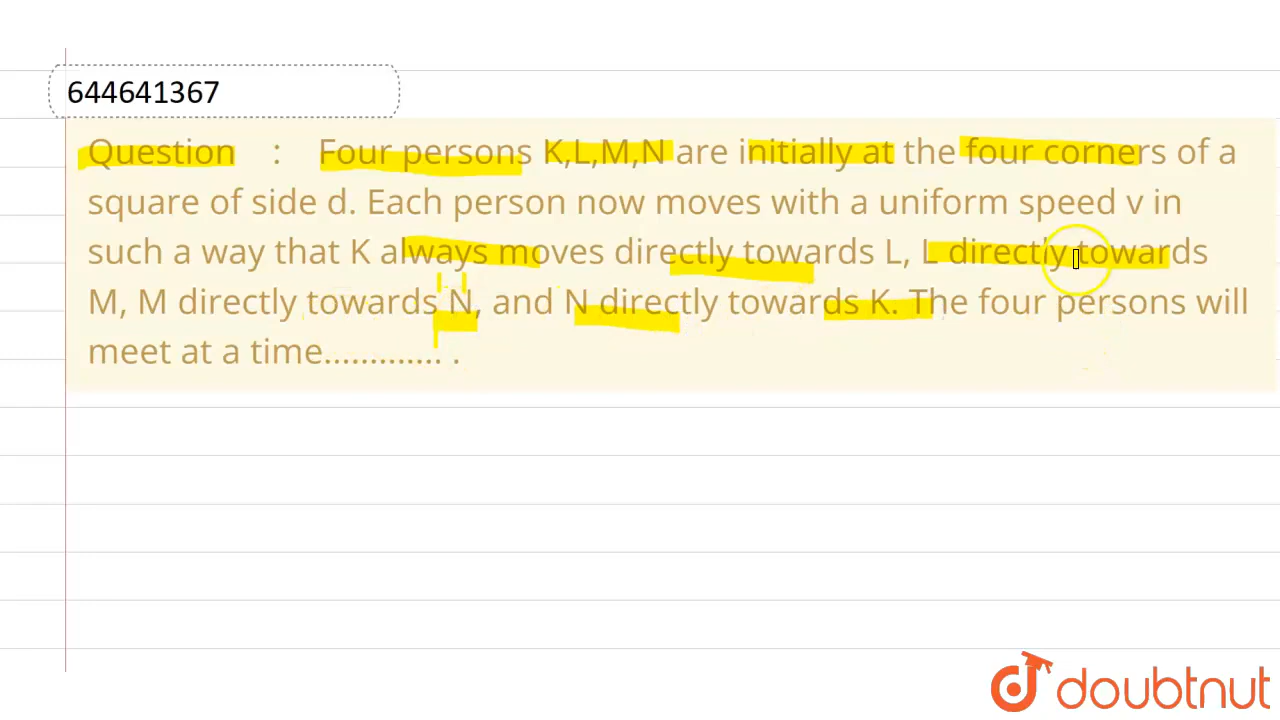 644641367
Question : Four persons K,L,M,N are initially at the four corners of a
square of side d. Each person now moves with a uniform speed v in
such a way that K always moves directly towards L, L directly towards
M, M directly towards N, and N directly towards K. The four persons will
meet at a time............. .
doubtnut